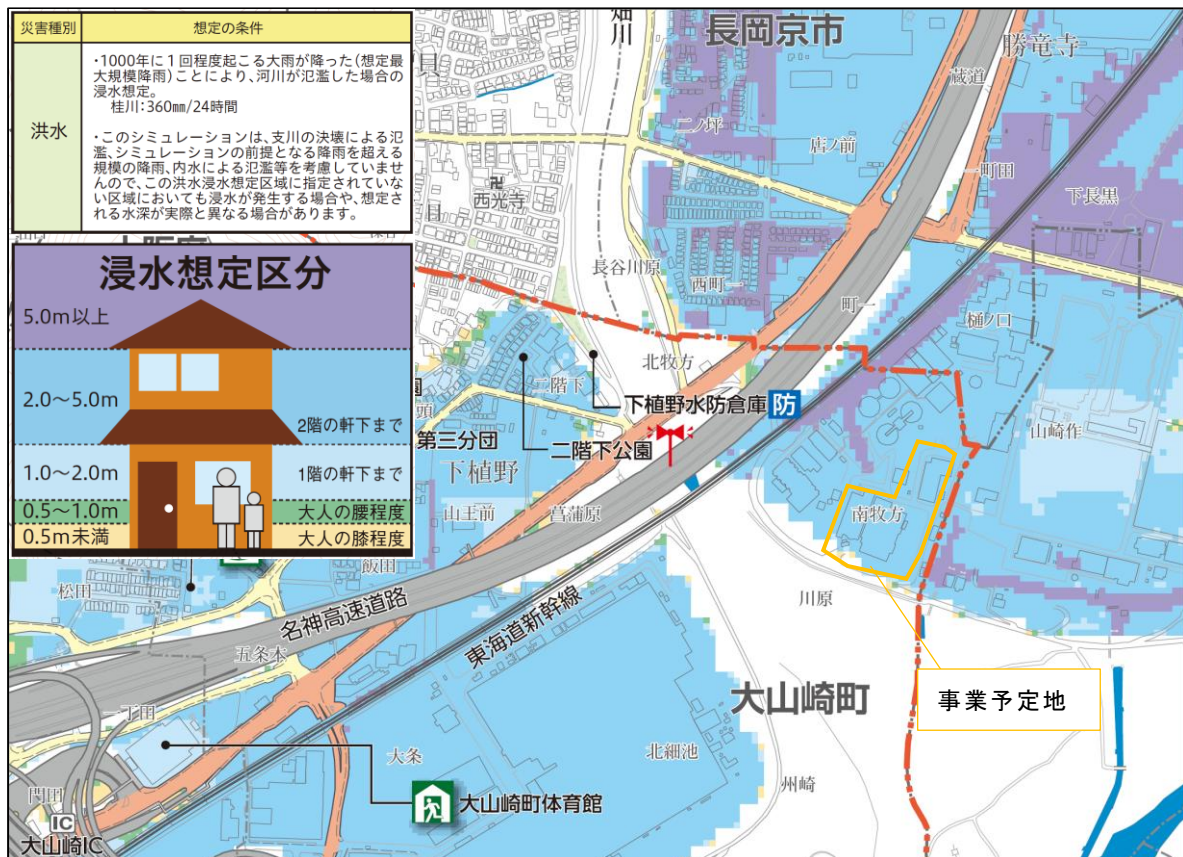 災害種別
想定の条件
洪水
・1000年に1回程度起こる大雨が降った(想定最
大規模降雨)ことにより、河川が氾濫した場合の
浸水想定。
桂川:360㎜/24時間
・このシミュレーションは、支川の決壊による氾
濫、シミュレーションの前提となる降雨を超える
規模の降雨、内水による氾濫等を考慮していませ
んので、この洪水浸水想定区域に指定されていな
い区域においても浸水が発生する場合や、想定さ
れる水深が実際と異なる場合があります。
浸水想定区分
5.0m以上
2.0~5.0m
2階の軒下まで
1.0~2.0m
1階の軒下まで
0.5~1.0m
大人の腰程度
0.5m未満
大人の膝程度
畑川
長岡京市
勝竜寺
蔵道
二ノ坪
店ノ前
一町田
下長黒
卍
西光寺
長谷川原
西町一
町一
樋ノ口
北牧方
二階下
下植野水防倉庫
防
山崎作
第三分団
二階下公園
下植野
南牧方
山王前
菖蒲原
飯田
松田
川原
名神高速道路
東海道新幹線
五条本
大山崎町
事業予定地
一丁田
大条
北細池
州崎
門田
大山崎町体育館
IC
大山崎IC